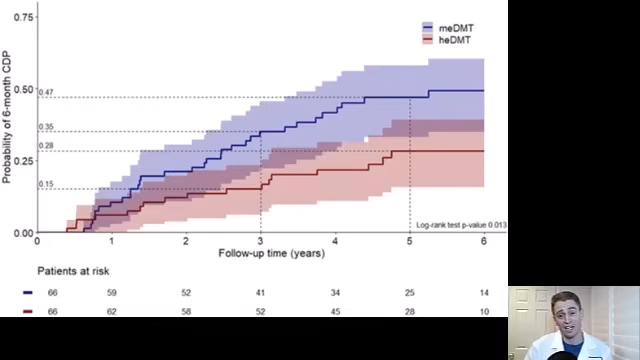 0.75
meDMT
heDMT
Probability of 6-month CDP
0.50
0.47
0.35
0.28
0.25
0.15
0.00
Log-rank test p-value 0.013
0 1 2 3 4 5 6
Follow-up time (years)
Patients at risk
66 59 52 41 34 25 14
66 62 58 52 45 28 10